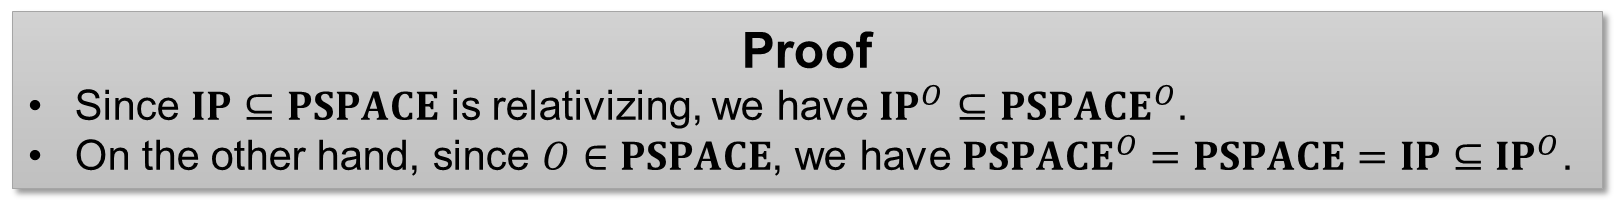 Proof
• Since IP ⊆ PSPACE is relativizing, we have IP^O ⊆ PSPACE^O.
• On the other hand, since O ∈ PSPACE, we have PSPACE^O = PSPACE = IP ⊆ IP^O.